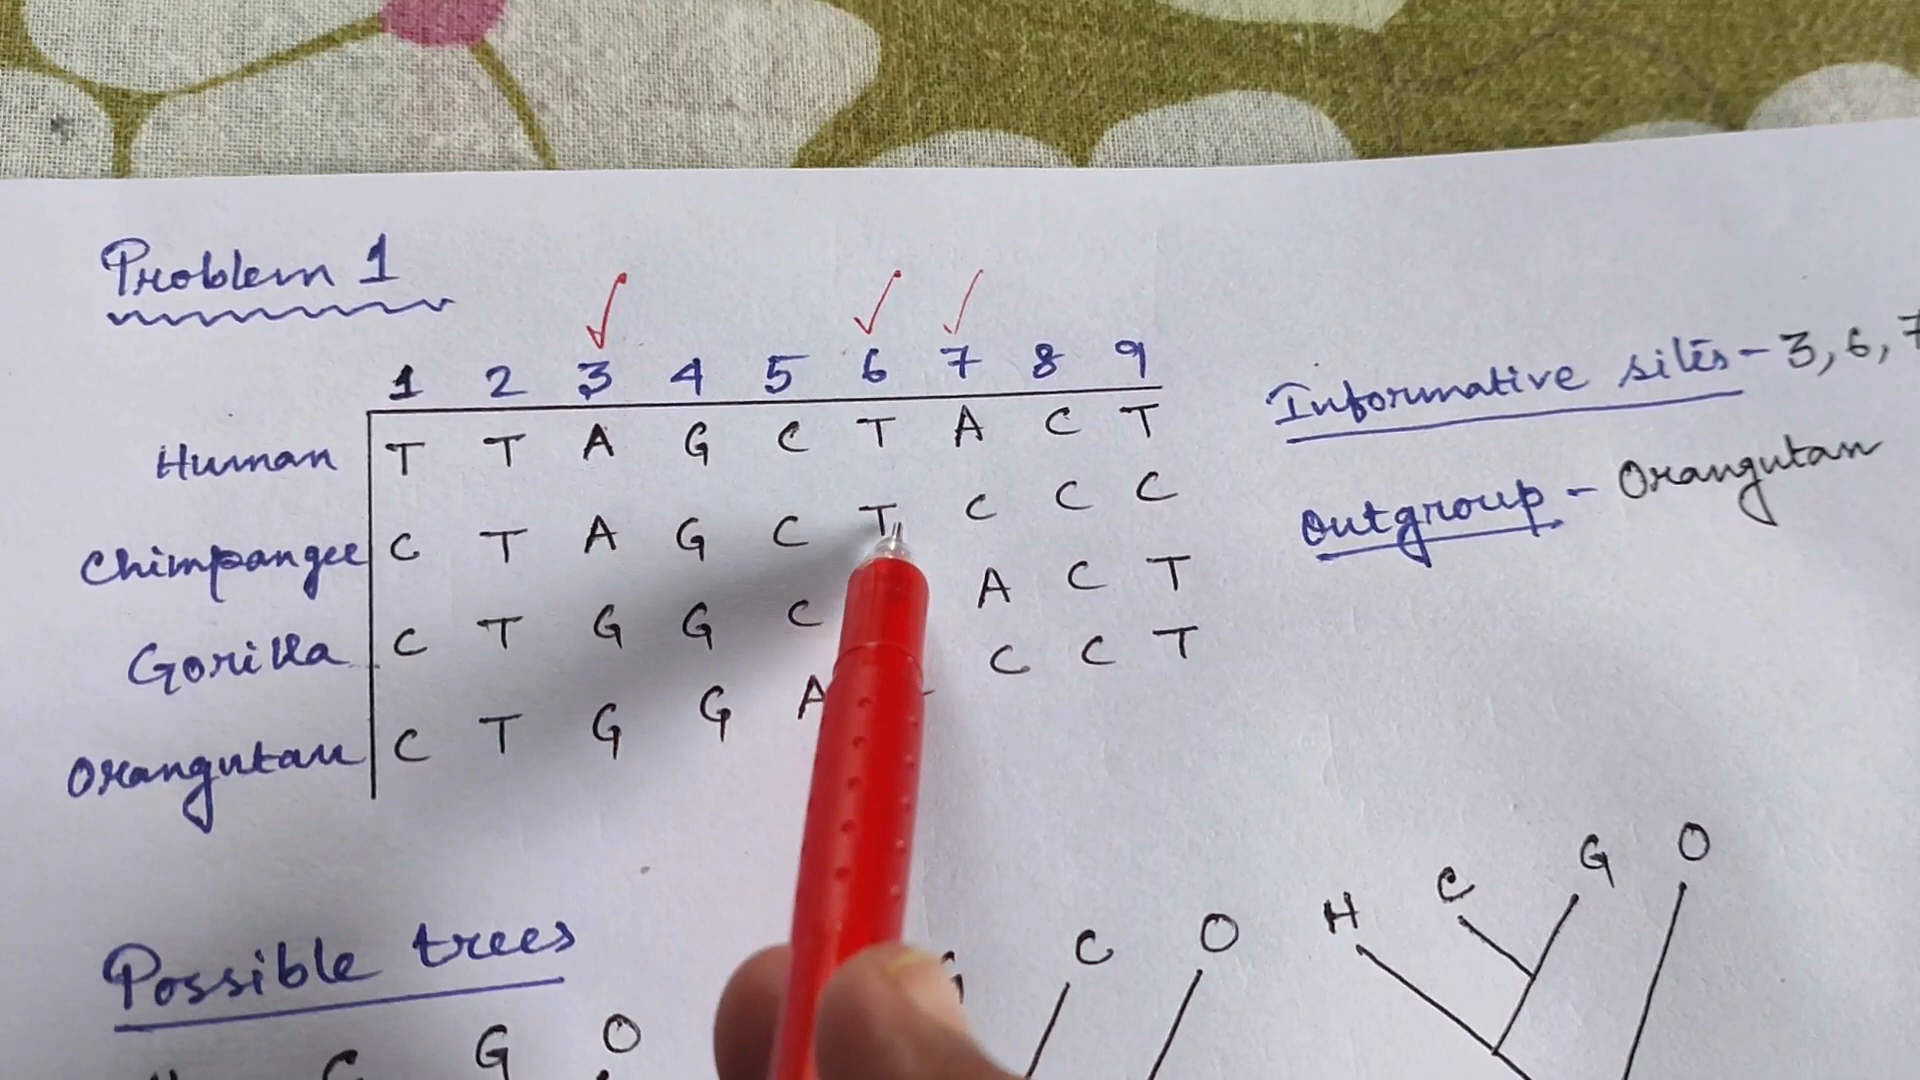 Problem 1
1 2 3 4 5 6 7 8 9
Informative sites - 3, 6, 7
Human T T A G C T A C T
Outgroup - Orangutan
Chimpanzee C T A G C T C C C
Gorilla C T G G C A C T
Orangutan C T G G A C C T
Possible trees
H C G O
C O
C G O